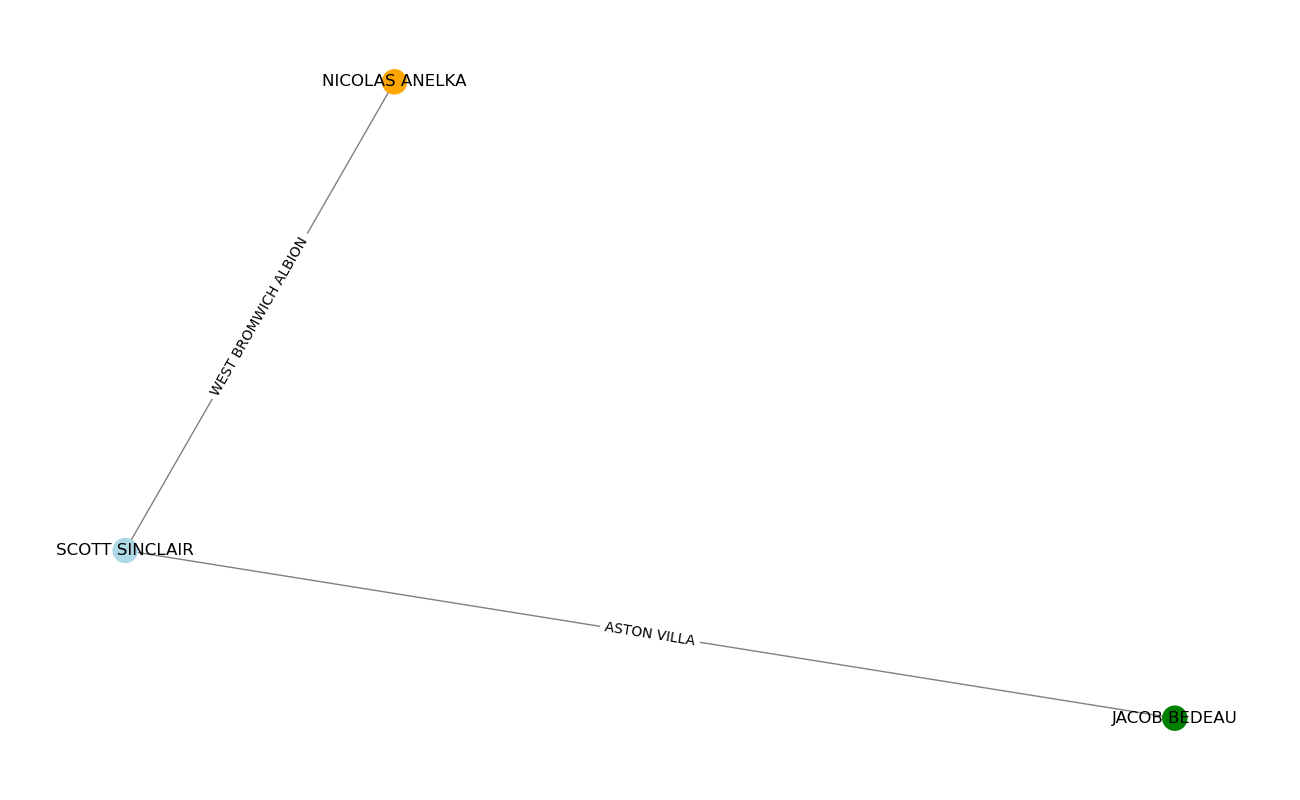 NICOLAS ANELKA
WEST BROMWICH ALBION
SCOTT SINCLAIR
ASTON VILLA
JACOB BEDEAU